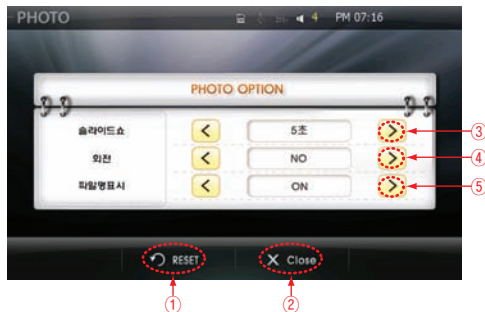 PHOTO 4 PM 07:16
PHOTO OPTION
슬라이드쇼 < 5초 > ③
회전 < NO > ④
파일명표시 < ON > ⑤
RESET X Close
① ②